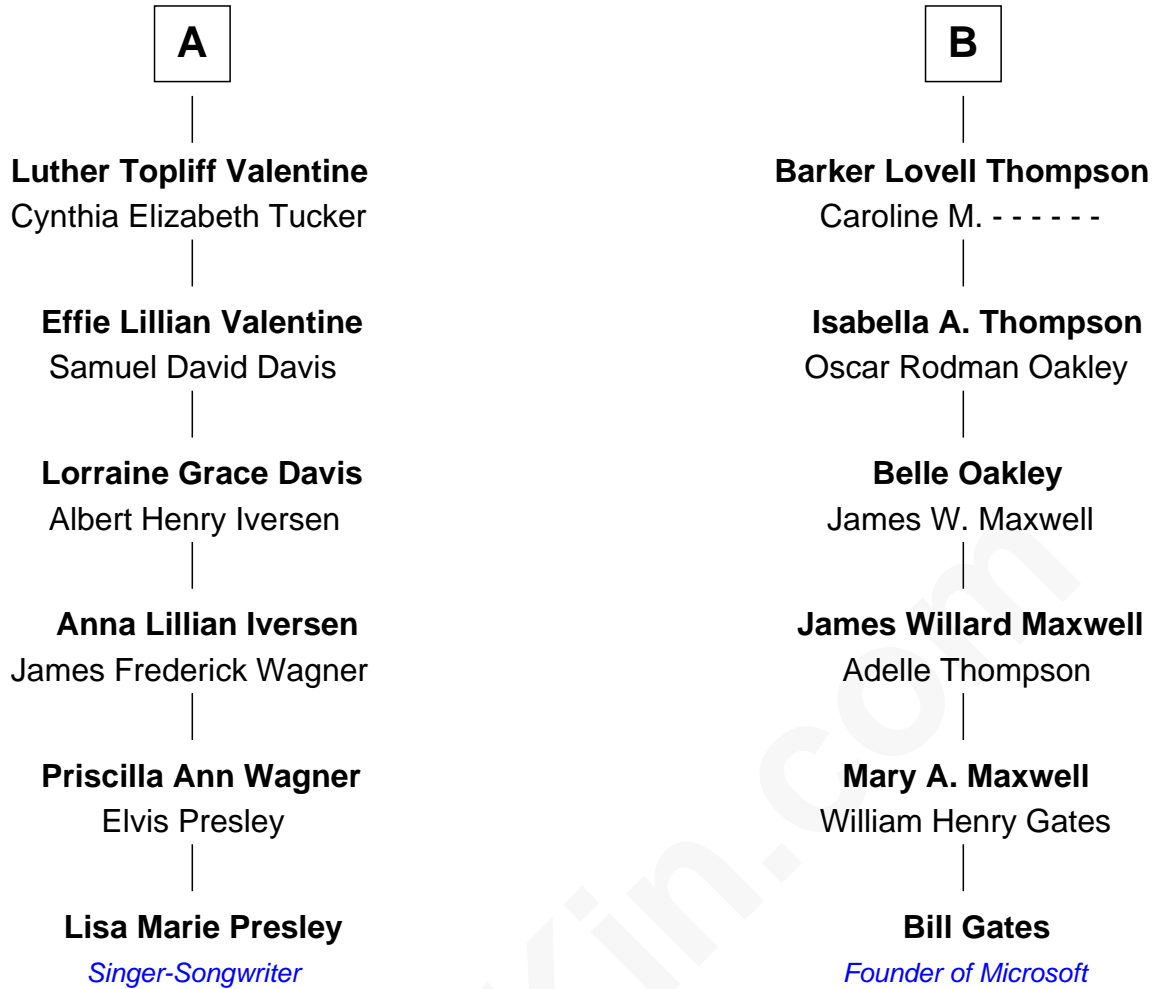 A
B
Luther Topliff Valentine
Cynthia Elizabeth Tucker
Barker Lovell Thompson
Caroline M. - - - - - -
Effie Lillian Valentine
Samuel David Davis
Isabella A. Thompson
Oscar Rodman Oakley
Lorraine Grace Davis
Albert Henry Iversen
Belle Oakley
James W. Maxwell
Anna Lillian Iversen
James Frederick Wagner
James Willard Maxwell
Adelle Thompson
Priscilla Ann Wagner
Elvis Presley
Mary A. Maxwell
William Henry Gates
Lisa Marie Presley
Singer-Songwriter
Bill Gates
Founder of Microsoft
in.com